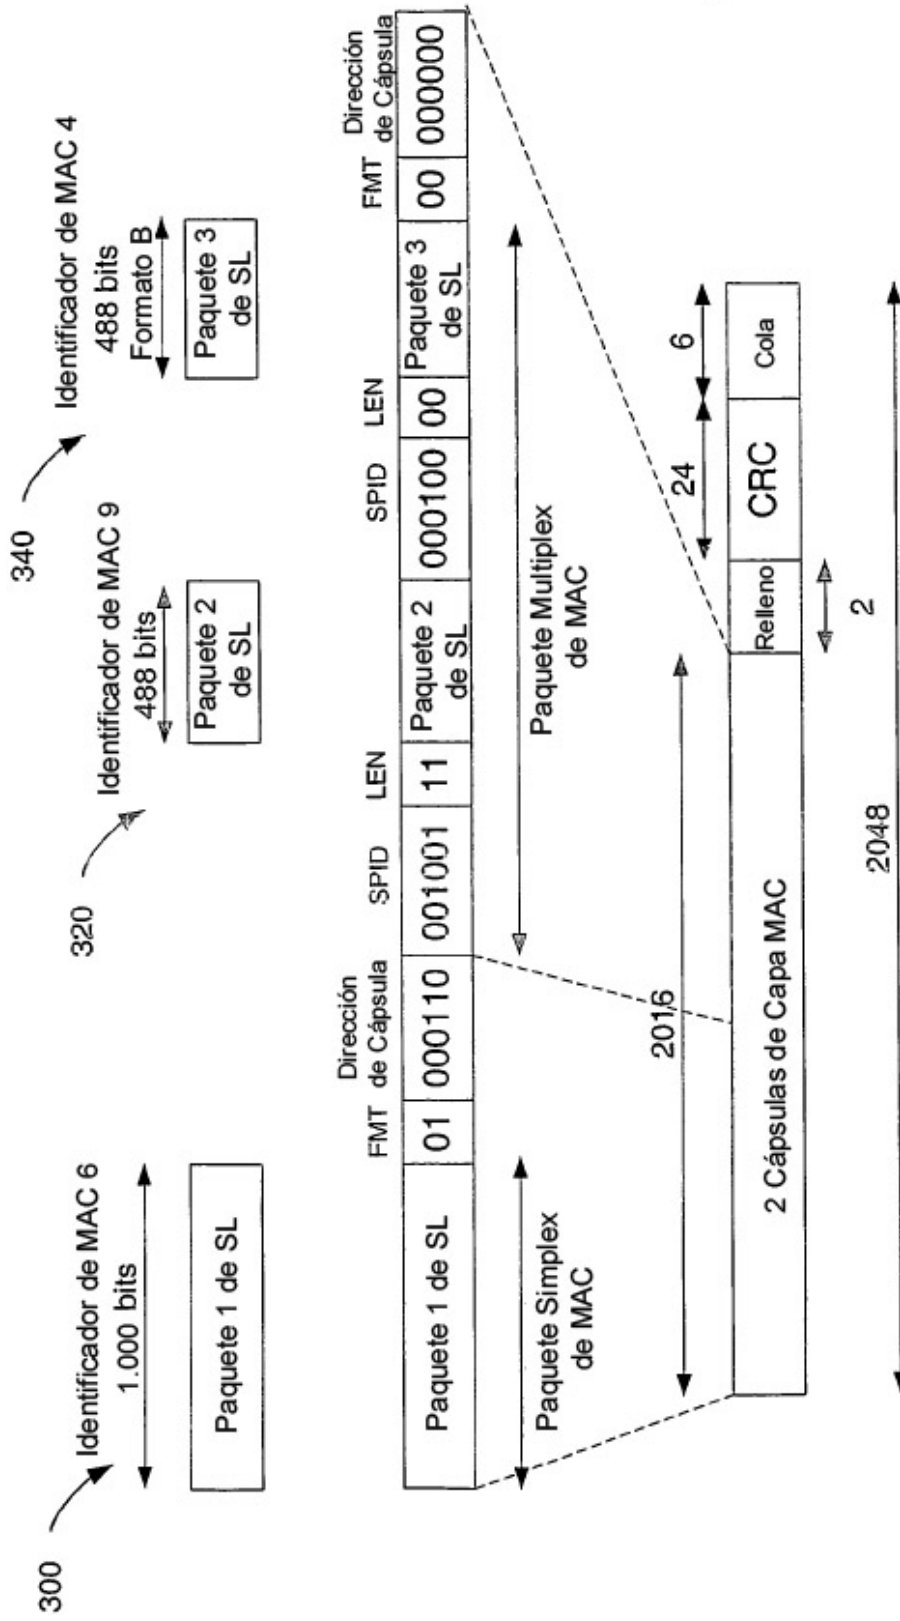 300
Identificador de MAC 6
1.000 bits
Paquete 1 de SL
320
Identificador de MAC 9
488 bits
Paquete 2
de SL
340
Identificador de MAC 4
488 bits
Formato B
Paquete 3
de SL
FMT
Dirección
de Cápsula
SPID
LEN
SPID
LEN
FMT
Dirección
de Cápsula
Paquete 1 de SL
01
000110
001001
11
Paquete 2
de SL
000100
00
Paquete 3
de SL
00
000000
Paquete Simplex
de MAC
Paquete Multiplex
de MAC
2016
24
6
2 Cápsulas de Capa MAC
Relleno
CRC
Cola
2
2048